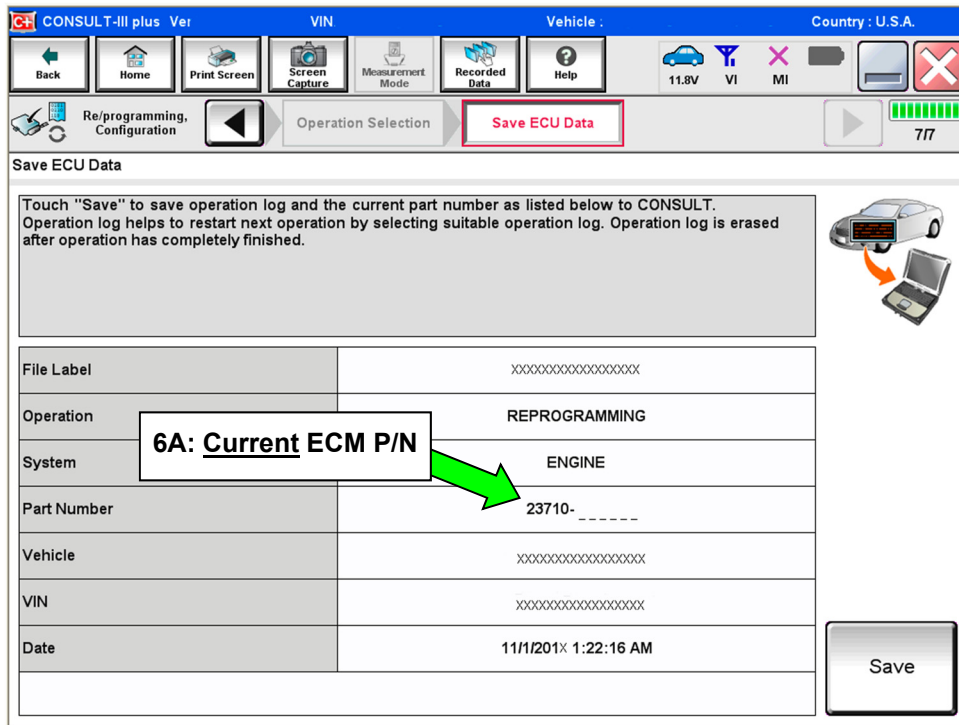 C+ CONSULT-III plus Ver VIN Vehicle : Country : U.S.A.
Back Home Print Screen Screen Capture Measurement Mode Recorded Data Help 11.8V VI MI
Re/programming, Configuration Operation Selection Save ECU Data 7/7
Save ECU Data
Touch "Save" to save operation log and the current part number as listed below to CONSULT.
Operation log helps to restart next operation by selecting suitable operation log. Operation log is erased
after operation has completely finished.
File Label XXXXXXXXXXXXXXXXX
Operation REPROGRAMMING
6A: Current ECM P/N
System ENGINE
Part Number 23710-_ _ _ _ _ _
Vehicle XXXXXXXXXXXXXXXXX
VIN XXXXXXXXXXXXXXXXX
Date 11/1/201X 1:22:16 AM
Save